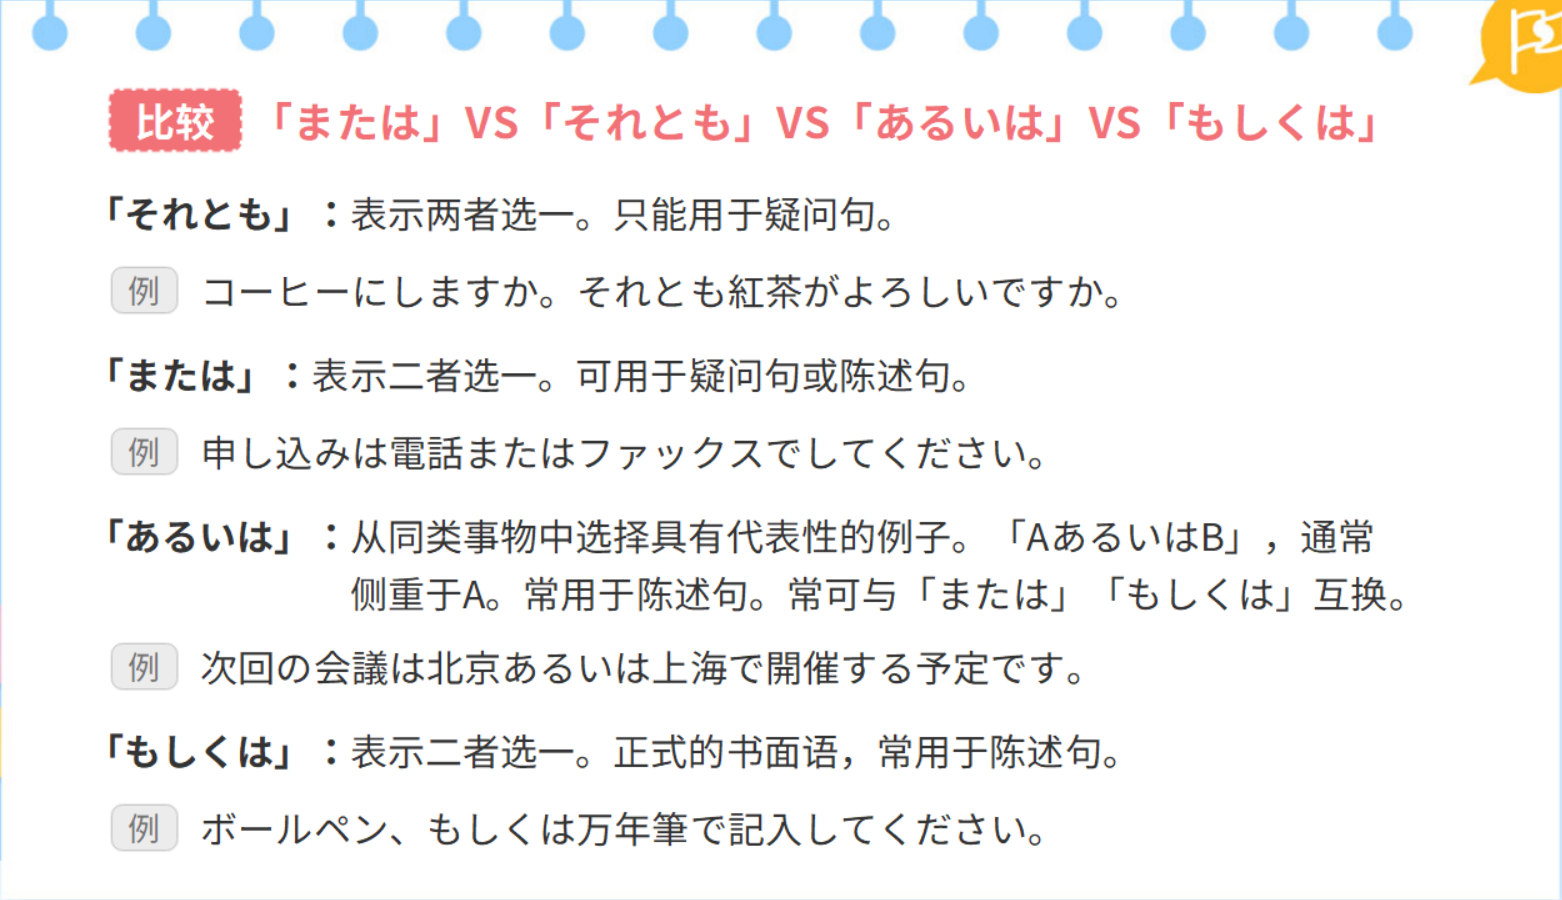 比较 「または」VS「それとも」VS「あるいは」VS「もしくは」
「それとも」：表示两者选一。只能用于疑问句。
例 コーヒーにしますか。それとも紅茶がよろしいですか。
「または」：表示二者选一。可用于疑问句或陈述句。
例 申し込みは電話またはファックスでしてください。
「あるいは」：从同类事物中选择具有代表性的例子。「AあるいはB」，通常
侧重于A。常用于陈述句。常可与「または」「もしくは」互换。
例 次回の会議は北京あるいは上海で開催する予定です。
「もしくは」：表示二者选一。正式的书面语，常用于陈述句。
例 ボールペン、もしくは万年筆で記入してください。